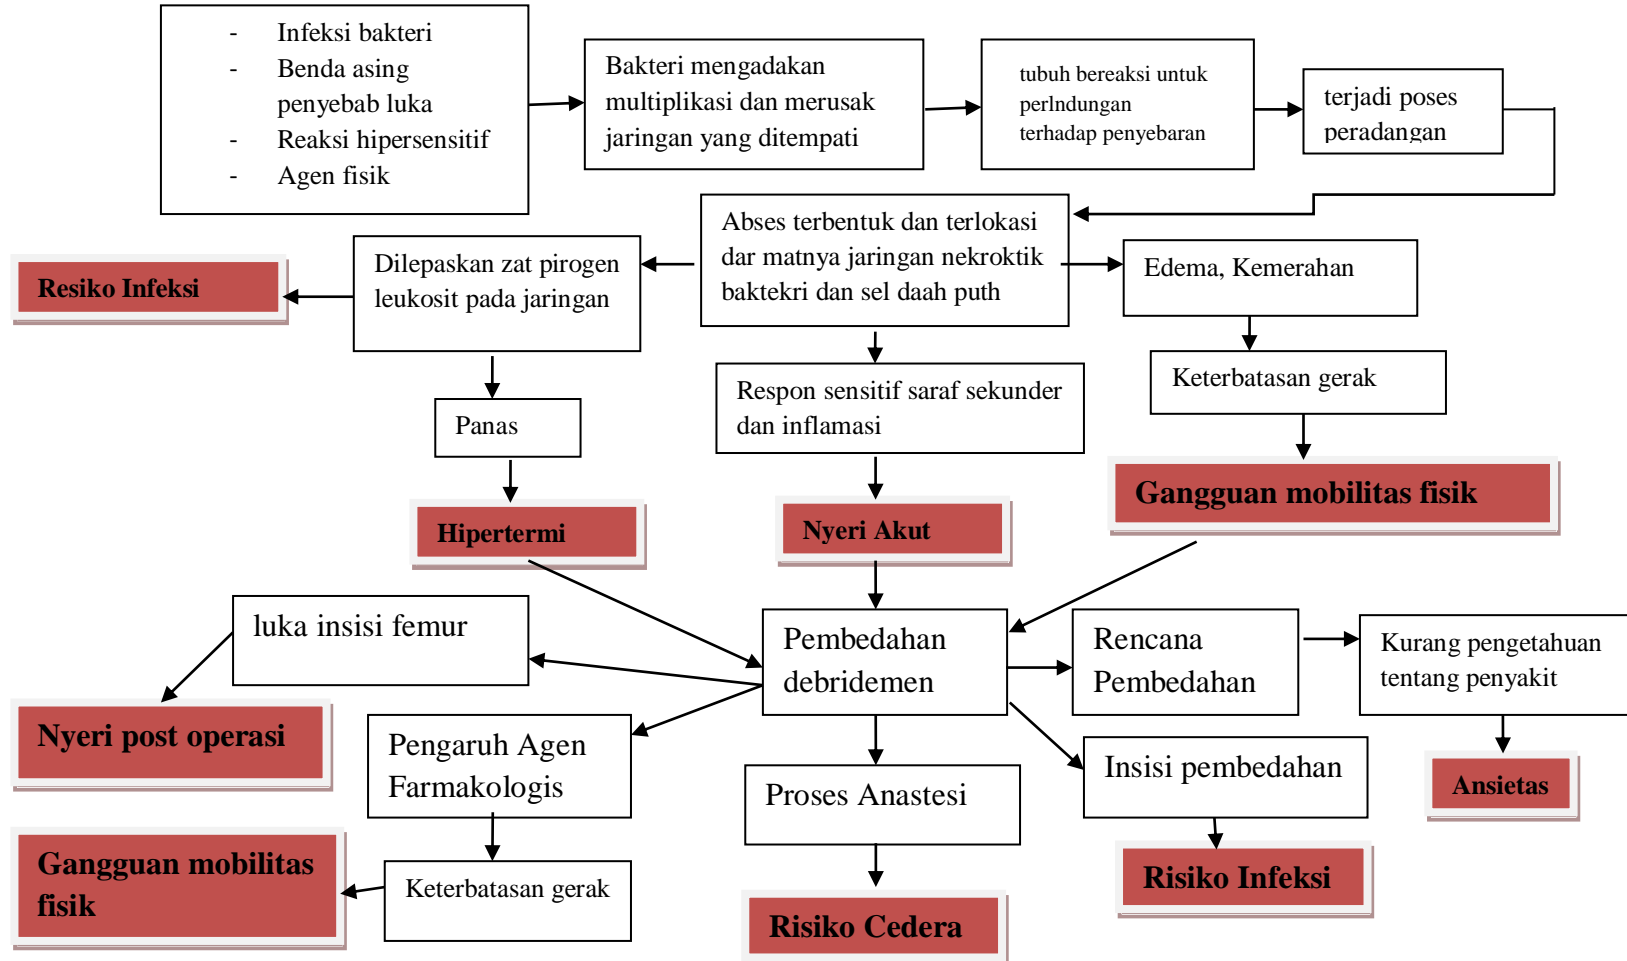 - Infeksi bakteri
- Benda asing
penyebab luka
- Reaksi hipersensitif
- Agen fisik
Bakteri mengadakan
multiplikasi dan merusak
jaringan yang ditempati
tubuh bereaksi untuk
perlndungan
terhadap penyebaran
terjadi poses
peradangan
Abses terbentuk dan terlokasi
dar matnya jaringan nekroktik
baktekri dan sel daah puth
Dilepaskan zat pirogen
leukosit pada jaringan
Resiko Infeksi
Edema, Kemerahan
Panas
Respon sensitif saraf sekunder
dan inflamasi
Keterbatasan gerak
Hipertermi
Nyeri Akut
Gangguan mobilitas fisik
luka insisi femur
Pembedahan
debridemen
Rencana
Pembedahan
Kurang pengetahuan
tentang penyakit
Nyeri post operasi
Pengaruh Agen
Farmakologis
Proses Anastesi
Insisi pembedahan
Ansietas
Gangguan mobilitas
fisik
Keterbatasan gerak
Risiko Cedera
Risiko Infeksi